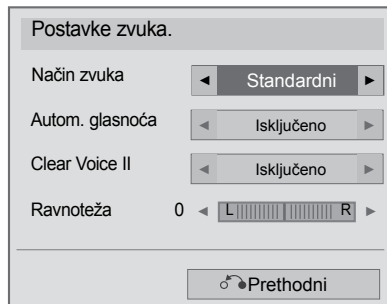 Postavke zvuka.
Način zvuka ◄ Standardni ►
Autom. glasnoća ◄ Isključeno ►
Clear Voice II ◄ Isključeno ►
Ravnoteža 0 ◄ L R ►
Prethodni